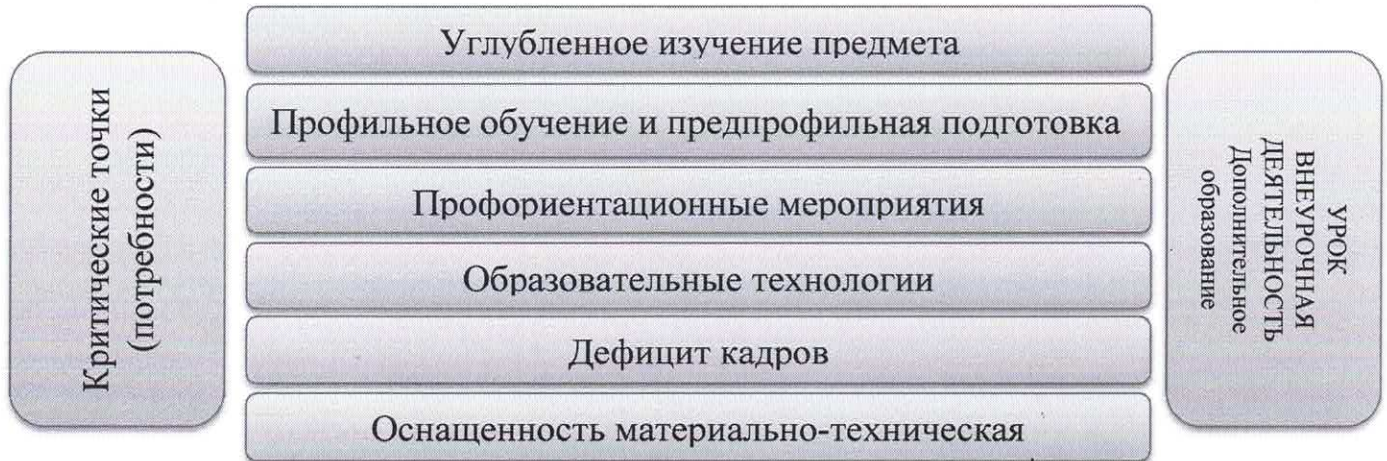 Критические точки
(потребности)
Углубленное изучение предмета
Профильное обучение и предпрофильная подготовка
Профориентационные мероприятия
Образовательные технологии
Дефицит кадров
Оснащенность материально-техническая
УРОК
ВНЕУРОЧНАЯ
ДЕЯТЕЛЬНОСТЬ
Дополнительное
образование